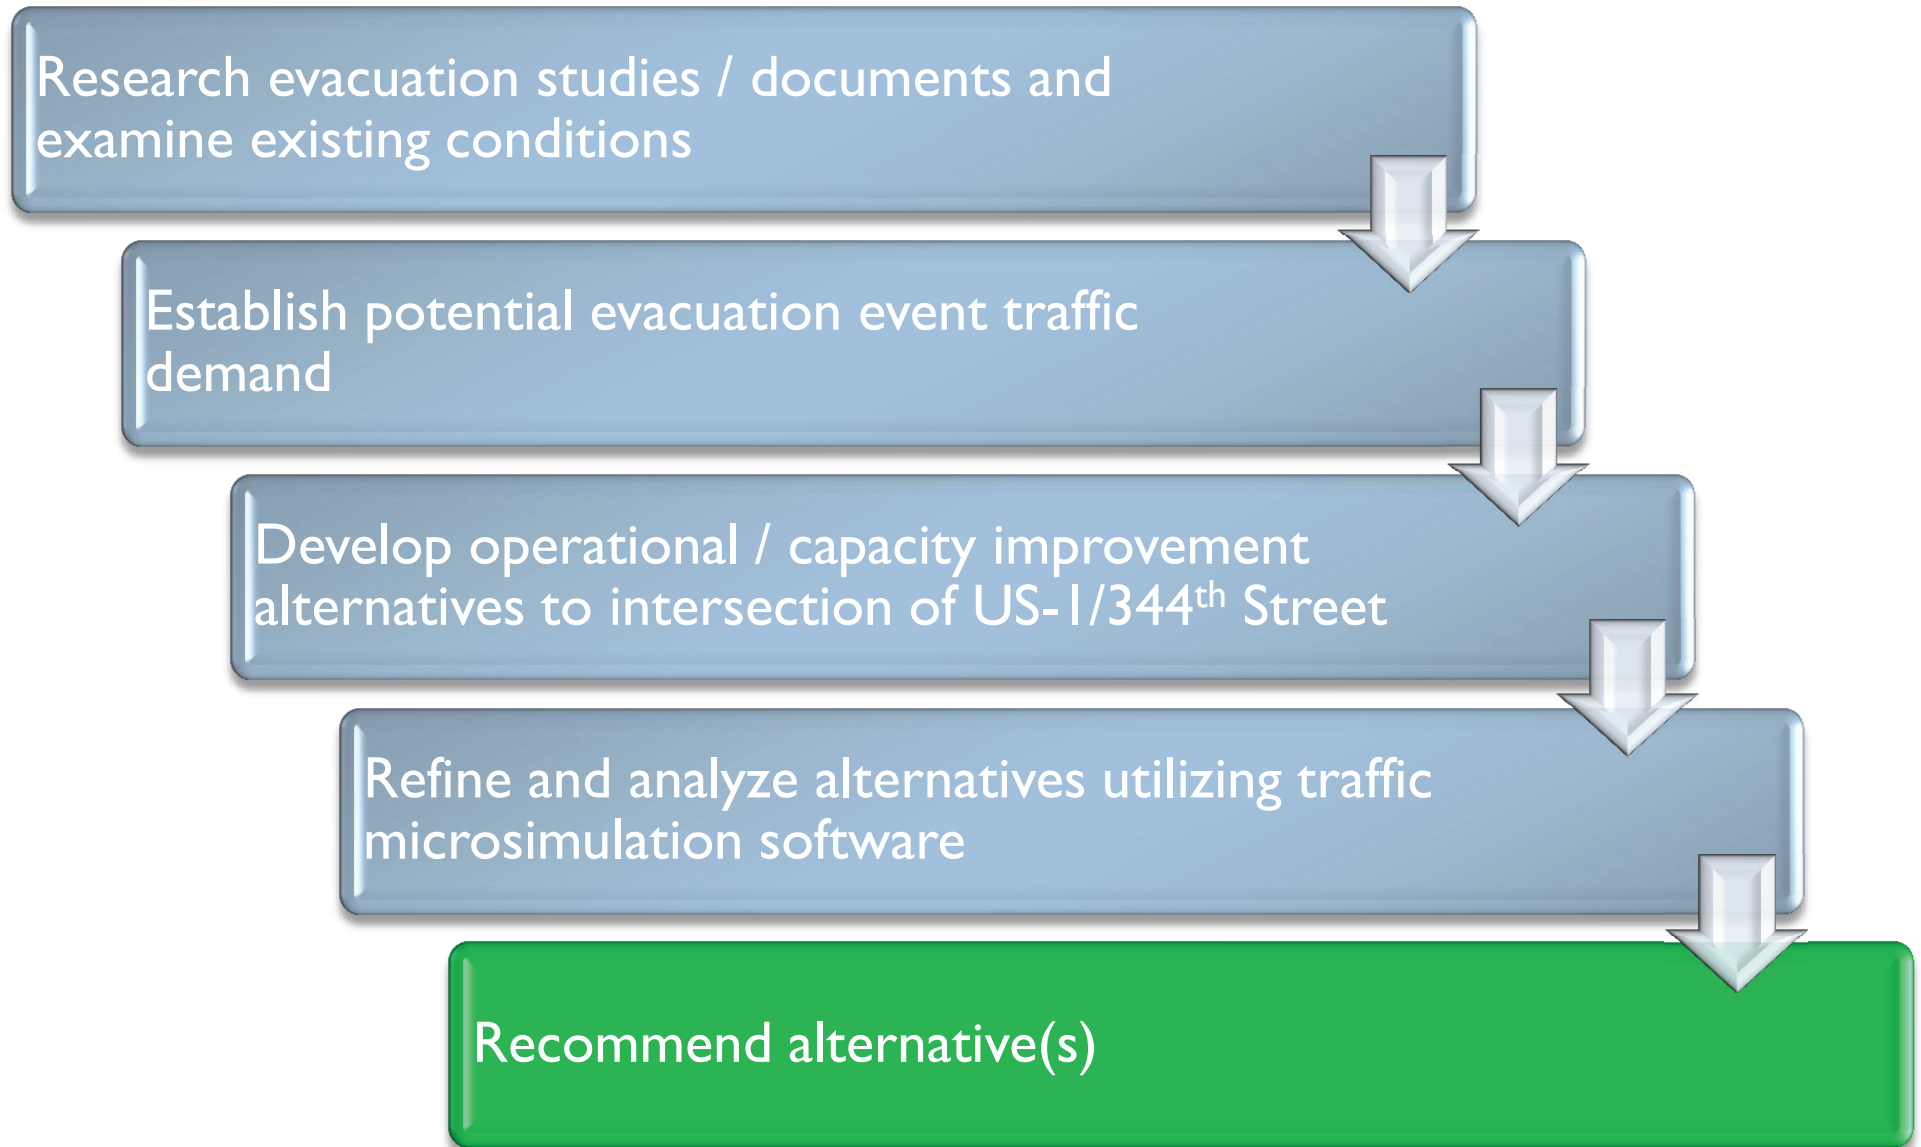 Research evacuation studies / documents and
examine existing conditions
Establish potential evacuation event traffic
demand
Develop operational / capacity improvement
alternatives to intersection of US-1/344th Street
Refine and analyze alternatives utilizing traffic
microsimulation software
Recommend alternative(s)